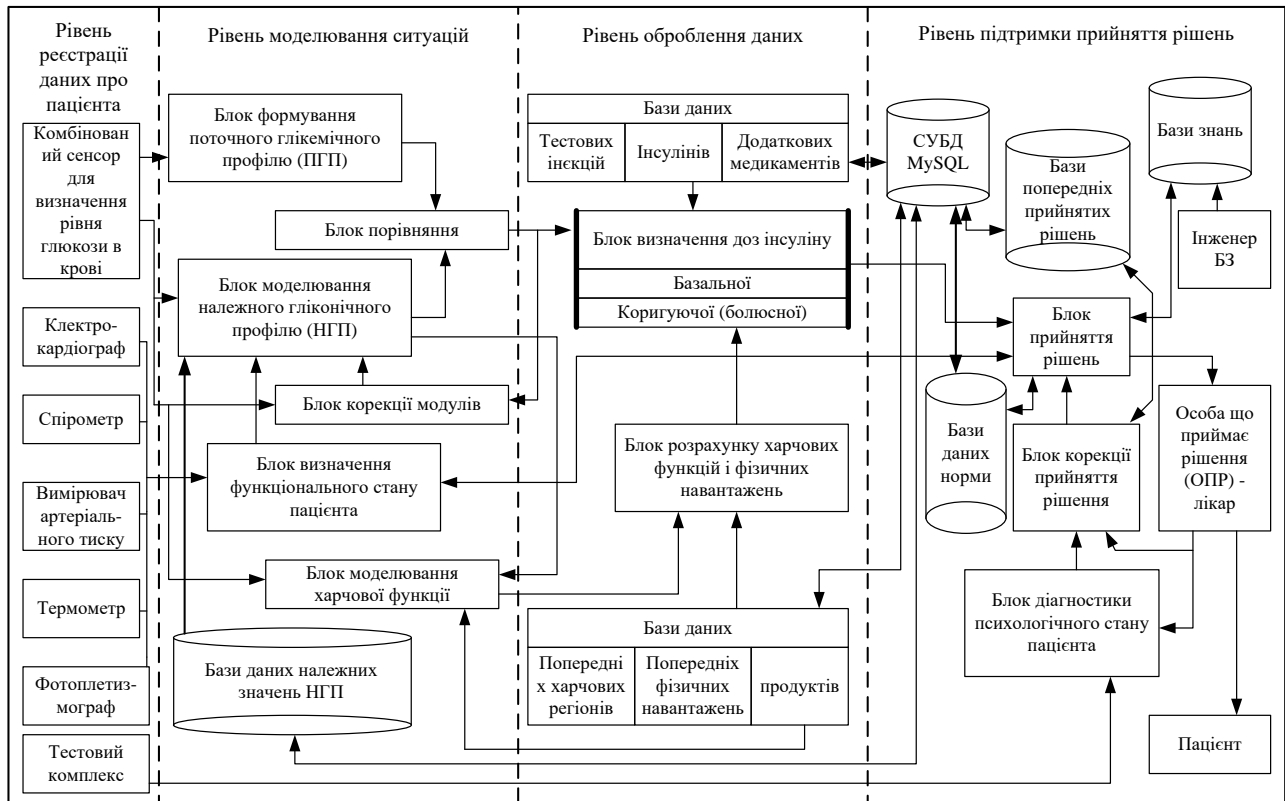 Рівень
реєстрації
даних про
пацієнта
Комбінован
ий сенсор
для
визначення
рівня
глюкози в
крові
Клектро-
кардіограф
Спірометр
Вимірювач
артеріаль-
ного тиску
Термометр
Фотоплетиз-
мограф
Тестовий
комплекс
Рівень моделювання ситуацій
Блок формування
поточного глікемічного
профілю (ПГП)
Блок порівняння
Блок моделювання
належного гліконічного
профілю (НГП)
Блок корекції модулів
Блок визначення
функціонального стану
пацієнта
Блок моделювання
харчової функції
Бази даних належних
значень НГП
Рівень оброблення даних
Бази даних
Тестових
інєкцій
Інсулінів
Додаткових
медикаментів
Блок визначення доз інсуліну
Базальної
Коригуючої (болюсної)
Блок розрахунку харчових
функцій і фізичних
навантажень
Бази даних
Попередні
х харчових
регіонів
Попередніх
фізичних
навантажень
продуктів
Рівень підтримки прийняття рішень
СУБД
MySQL
Бази
попередніх
прийнятих
рішень
Бази знань
Інженер
БЗ
Блок
прийняття
рішень
Бази
даних
норми
Блок корекції
прийняття
рішення
Особа що
приймає
рішення
(ОПР) -
лікар
Блок діагностики
психологічного стану
пацієнта
Пацієнт